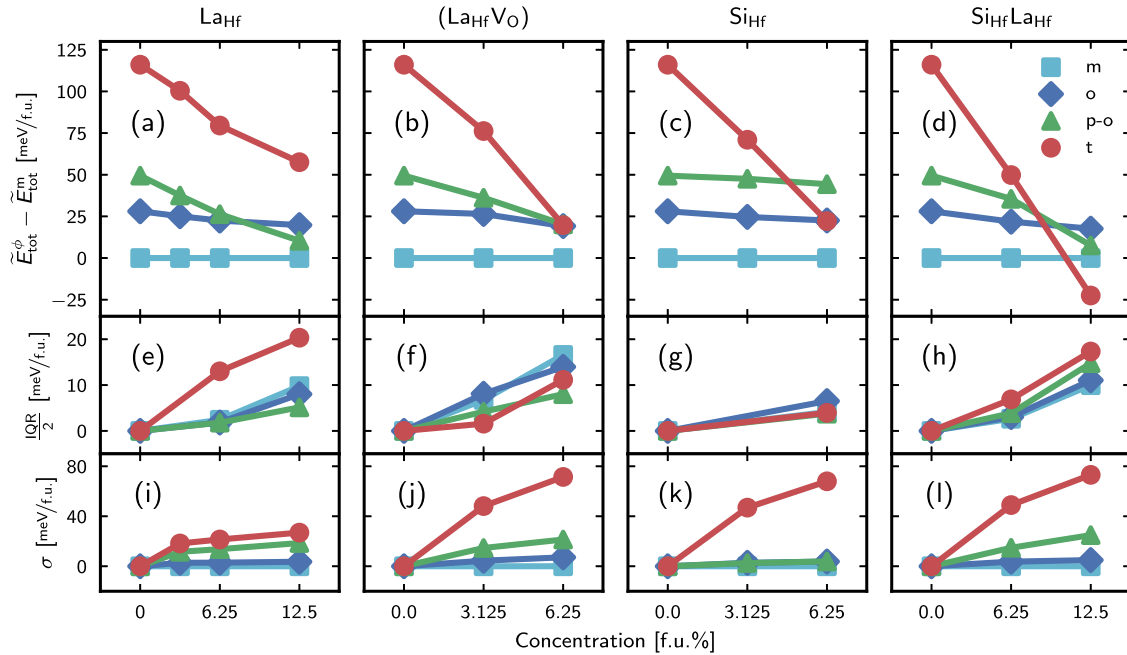 La_Hf (La_Hf V_O) Si_Hf Si_Hf La_Hf
Ẽ^ϕ_tot − Ẽ^m_tot [meV/f.u.]
125
100
75
50
25
0
−25
(a) (b) (c) (d)
m
o
p-o
t
IQR/2 [meV/f.u.]
20
10
0
(e) (f) (g) (h)
σ [meV/f.u.]
80
40
0
(i) (j) (k) (l)
0 6.25 12.5 0.0 3.125 6.25 0.0 3.125 6.25 0.0 6.25 12.5
Concentration [f.u.%]